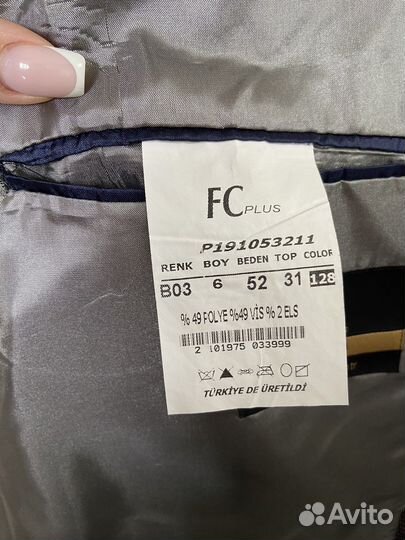 FC PLUS
P191053211
RENK BOY BEDEN TOP COLOR
B03 6 52 31 128
% 49 POLYE %49 VİS % 2 ELS
2 101975 033999
TÜRKİYE DE ÜRETİLDİ
Avito